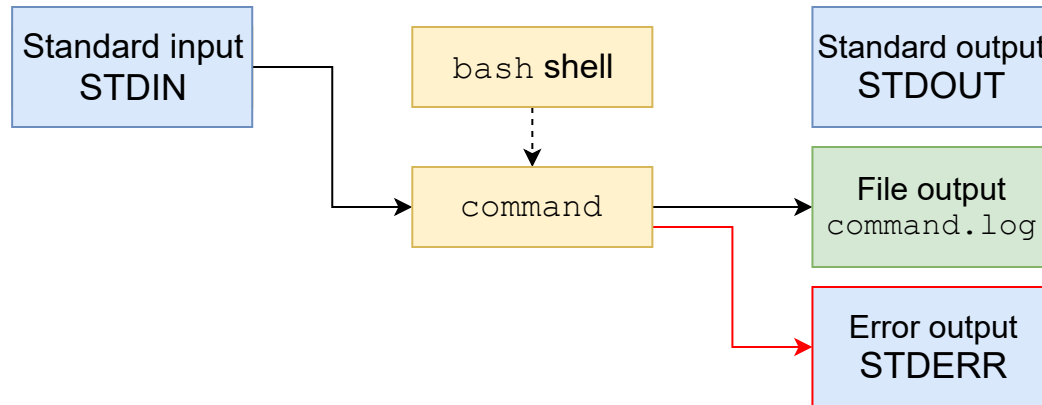 Standard input
STDIN
bash shell
Standard output
STDOUT
command
File output
command.log
Error output
STDERR